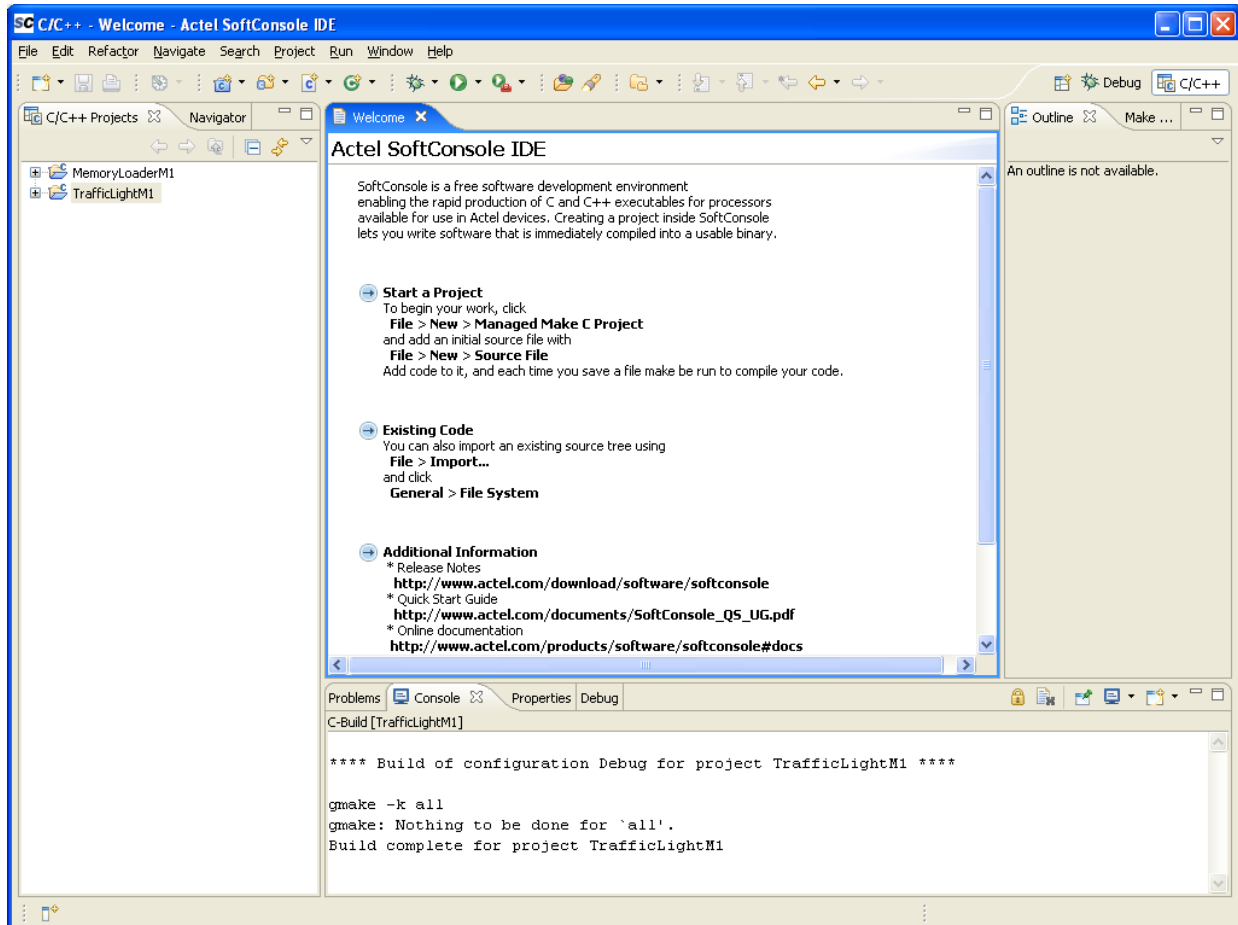 C/C++ - Welcome - Actel SoftConsole IDE
File Edit Refactor Navigate Search Project Run Window Help
Debug C/C++
C/C++ Projects Navigator
MemoryLoaderM1
TrafficLightM1
Welcome
Actel SoftConsole IDE
SoftConsole is a free software development environment
enabling the rapid production of C and C++ executables for processors
available for use in Actel devices. Creating a project inside SoftConsole
lets you write software that is immediately compiled into a usable binary.
Start a Project
To begin your work, click
File > New > Managed Make C Project
and add an initial source file with
File > New > Source File
Add code to it, and each time you save a file make be run to compile your code.
Existing Code
You can also import an existing source tree using
File > Import...
and click
General > File System
Additional Information
* Release Notes
http://www.actel.com/download/software/softconsole
* Quick Start Guide
http://www.actel.com/documents/SoftConsole_QS_UG.pdf
* Online documentation
http://www.actel.com/products/software/softconsole#docs
Outline Make ...
An outline is not available.
Problems Console Properties Debug
C-Build [TrafficLightM1]
**** Build of configuration Debug for project TrafficLightM1 ****
gmake -k all
gmake: Nothing to be done for `all'.
Build complete for project TrafficLightM1